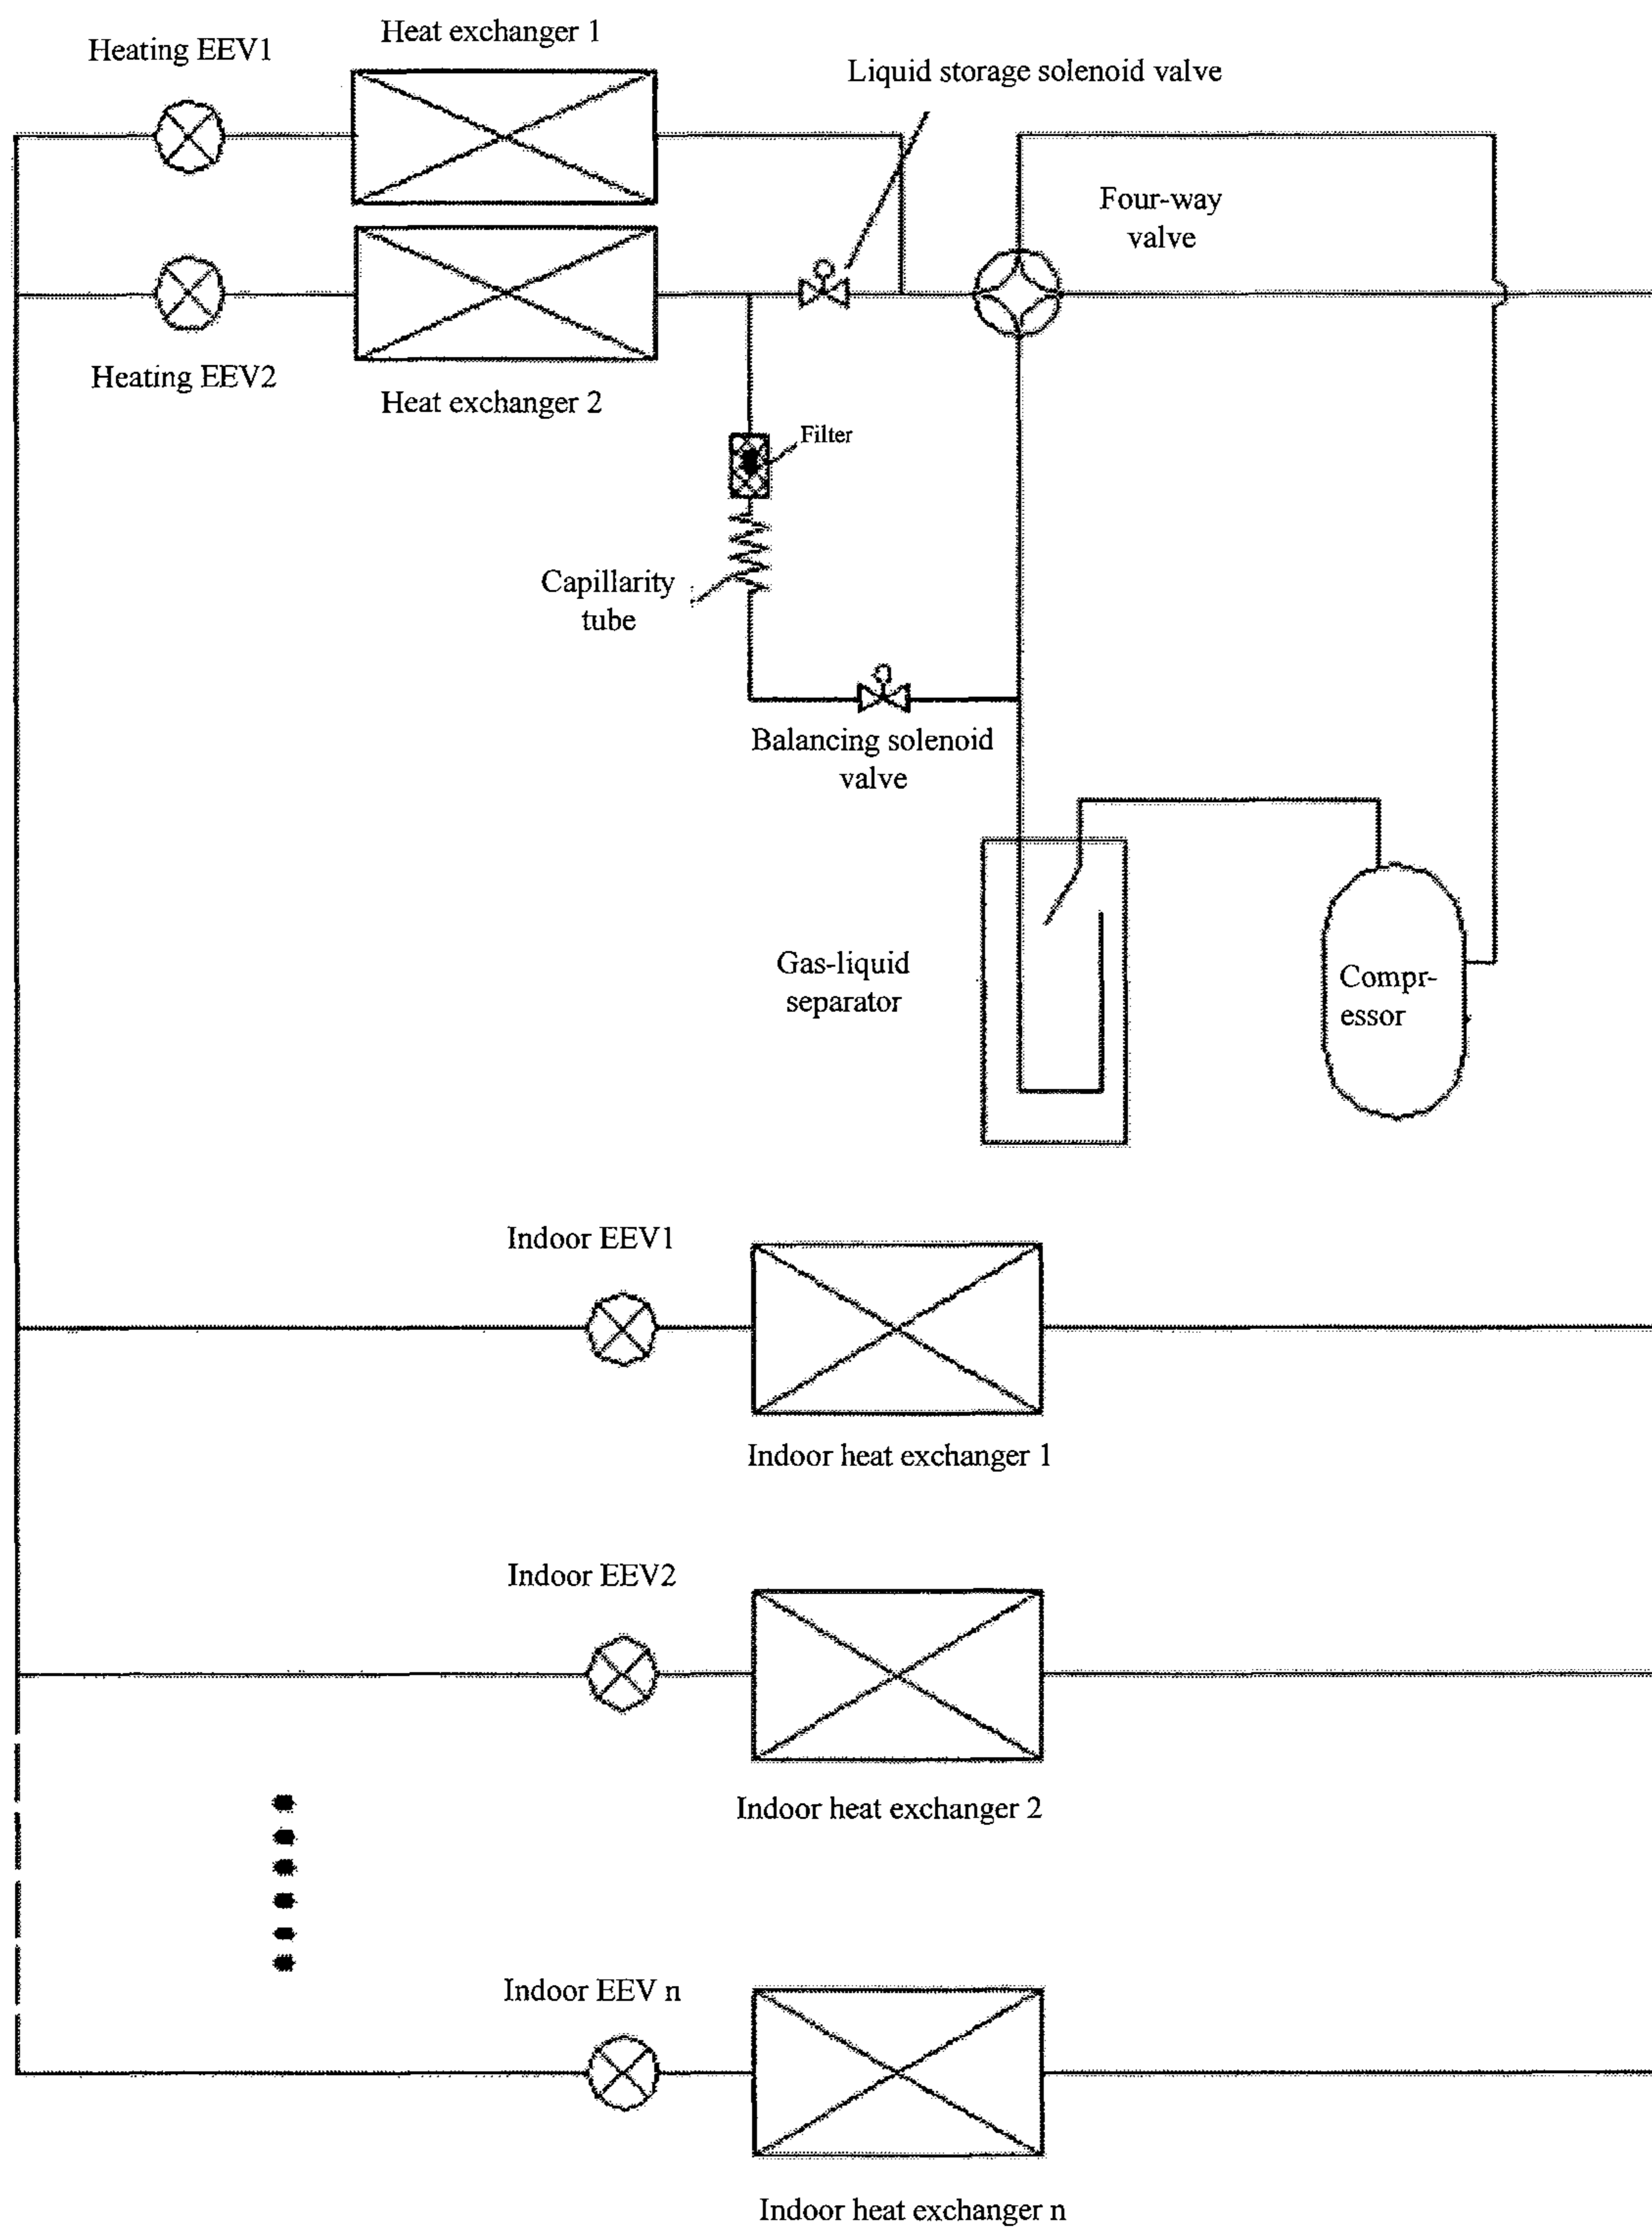 Heating EEV1
Heat exchanger 1
Liquid storage solenoid valve
Four-way
valve
Heating EEV2
Heat exchanger 2
Filter
Capillarity
tube
Balancing solenoid
valve
Gas-liquid
separator
Compr-
essor
Indoor EEV1
Indoor heat exchanger 1
Indoor EEV2
Indoor heat exchanger 2
Indoor EEV n
Indoor heat exchanger n